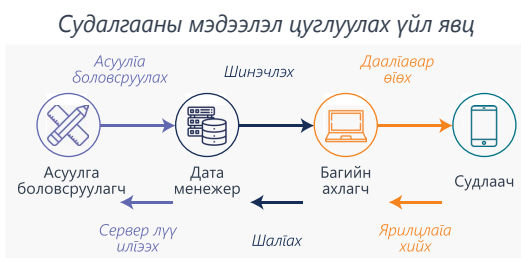 Судалгааны мэдээлэл цуглуулах үйл явц
Асуулга
боловсруулах
Шинэчлэх
Даалгавар
өгөх
Асуулга
боловсруулагч
Дата
менежер
Багийн
ахлагч
Судлаач
Сервер лүү
илгээх
Шалгах
Ярилцлага
хийх